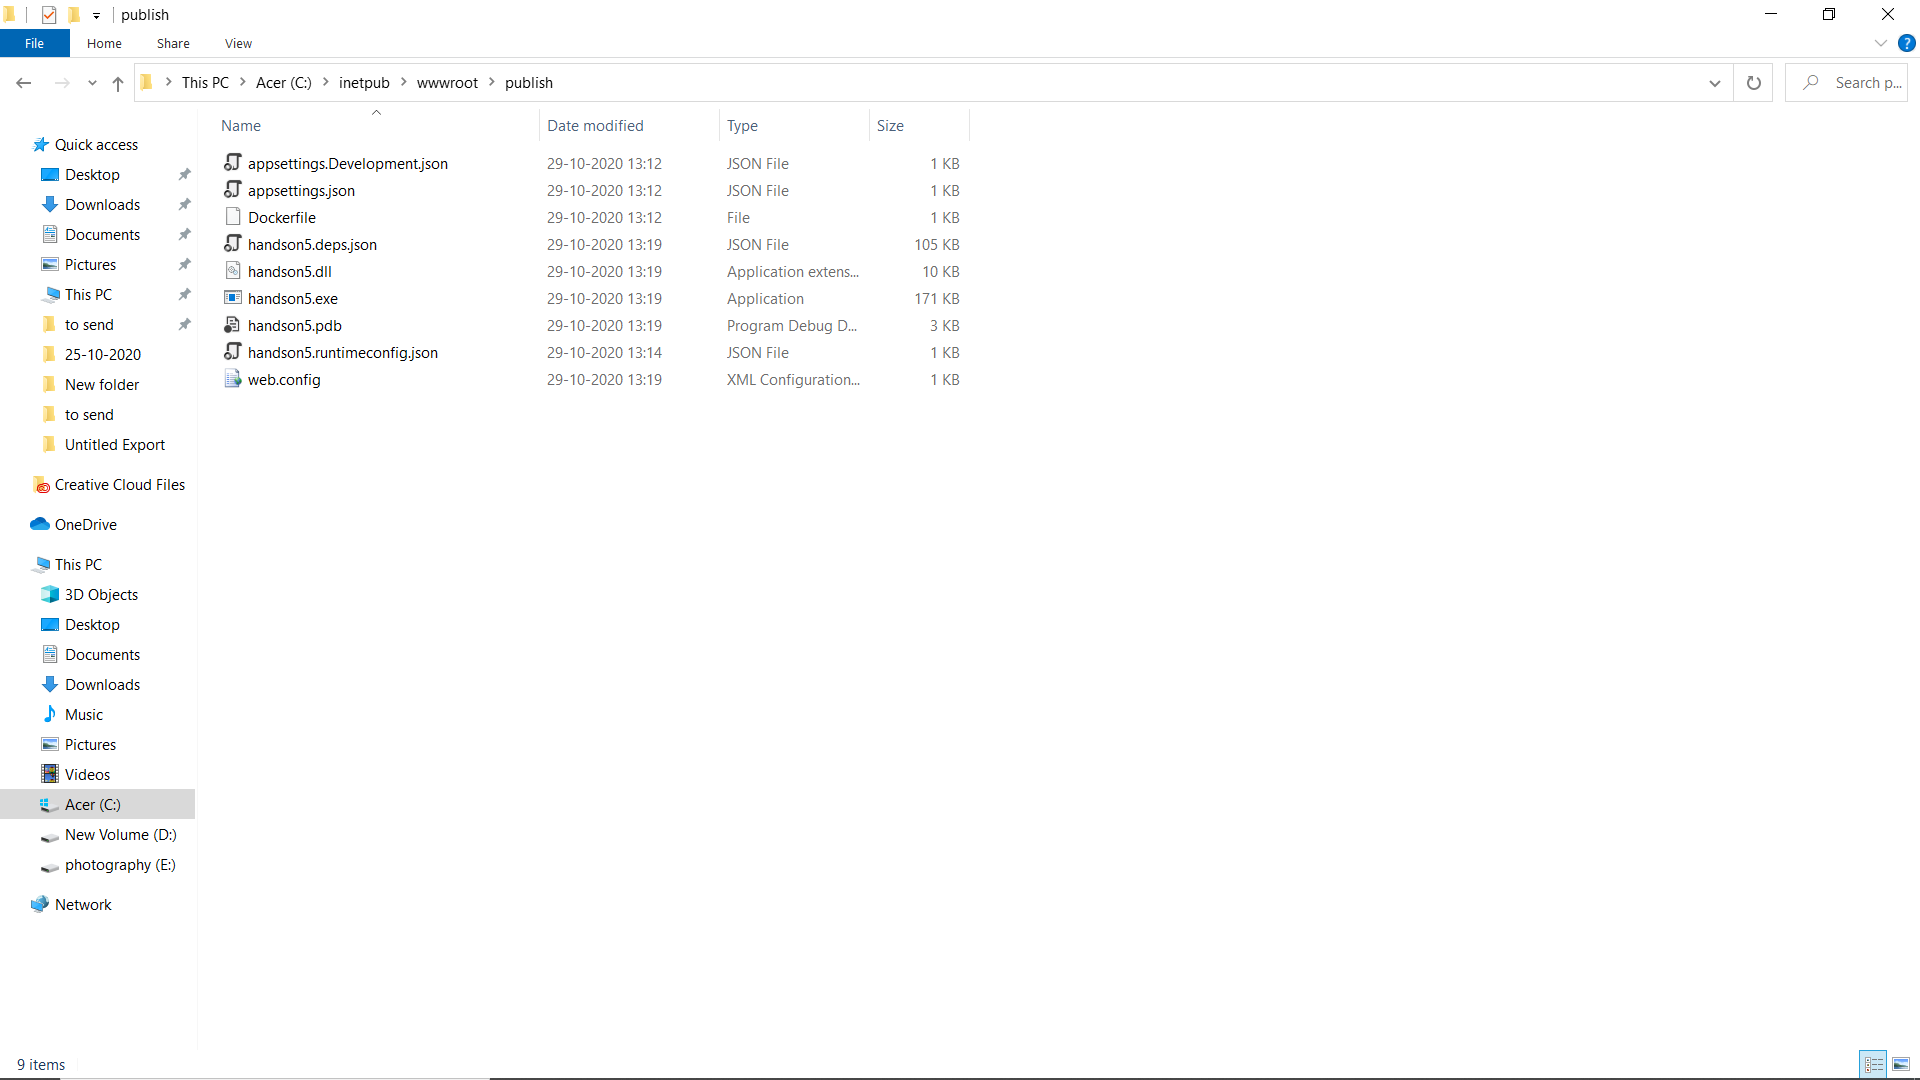 publish
File Home Share View
This PC Acer (C:) inetpub wwwroot publish Search p...
Name Date modified Type Size
appsettings.Development.json 29-10-2020 13:12 JSON File 1 KB
appsettings.json 29-10-2020 13:12 JSON File 1 KB
Dockerfile 29-10-2020 13:12 File 1 KB
handson5.deps.json 29-10-2020 13:19 JSON File 105 KB
handson5.dll 29-10-2020 13:19 Application extens... 10 KB
handson5.exe 29-10-2020 13:19 Application 171 KB
handson5.pdb 29-10-2020 13:19 Program Debug D... 3 KB
handson5.runtimeconfig.json 29-10-2020 13:14 JSON File 1 KB
web.config 29-10-2020 13:19 XML Configuration... 1 KB
Quick access
Desktop
Downloads
Documents
Pictures
This PC
to send
25-10-2020
New folder
to send
Untitled Export
Creative Cloud Files
OneDrive
This PC
3D Objects
Desktop
Documents
Downloads
Music
Pictures
Videos
Acer (C:)
New Volume (D:)
photography (E:)
Network
9 items